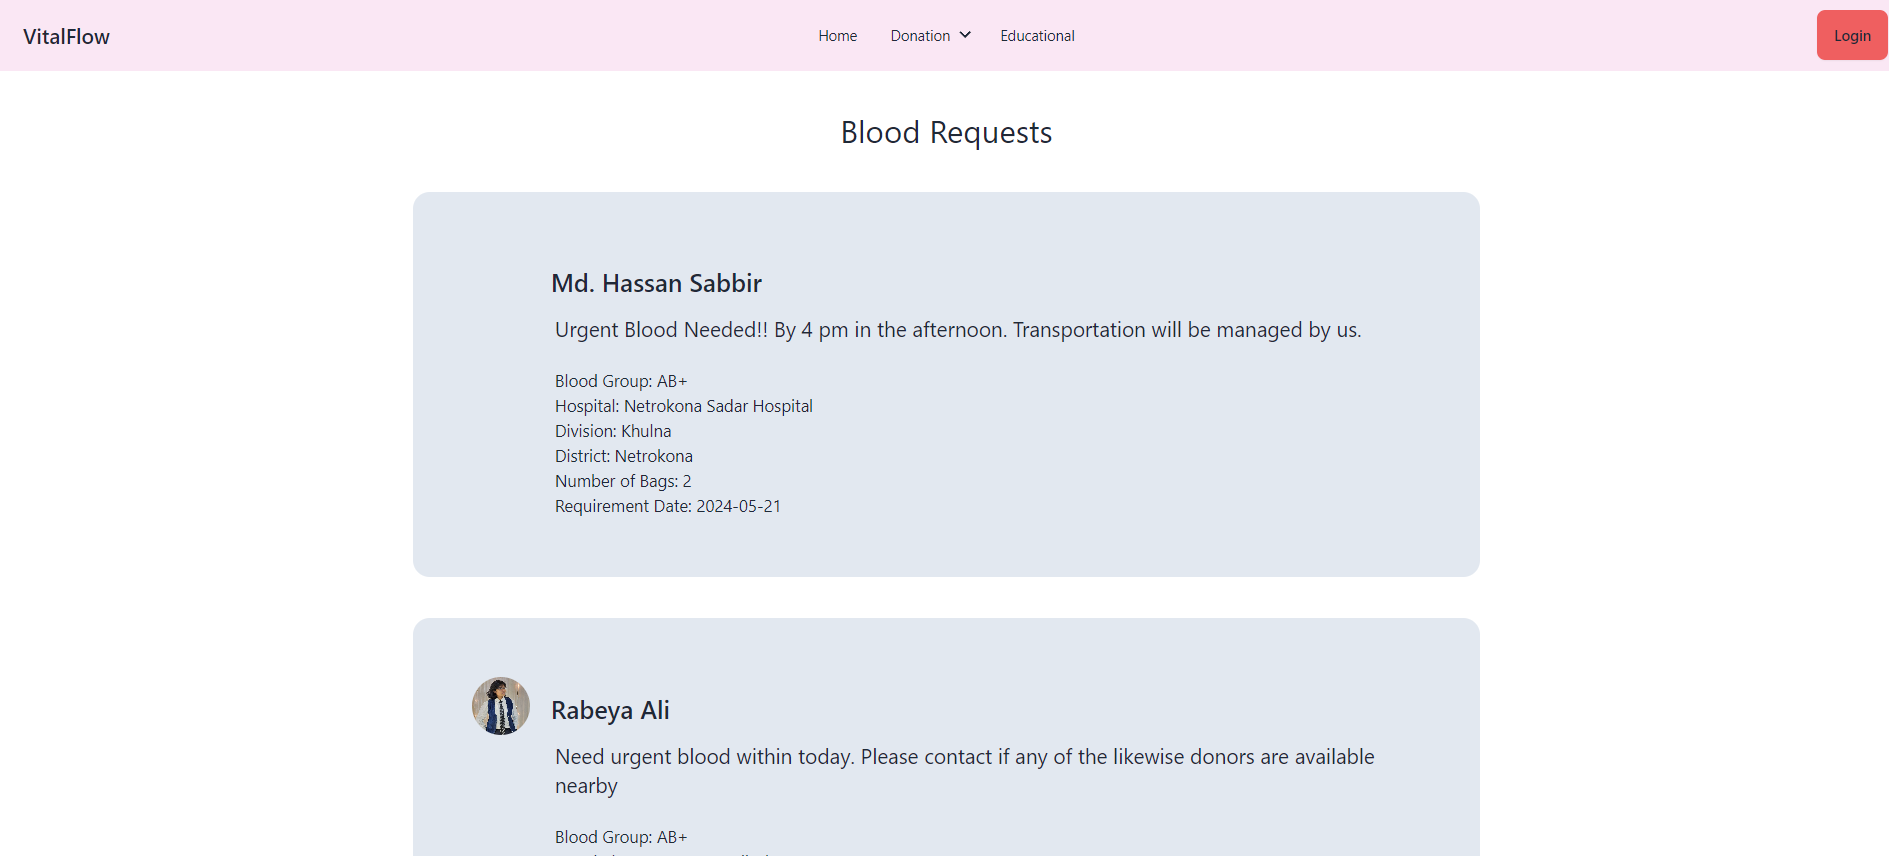 VitalFlow
Home
Donation
Educational
Login
Blood Requests
Md. Hassan Sabbir
Urgent Blood Needed!! By 4 pm in the afternoon. Transportation will be managed by us.
Blood Group: AB+
Hospital: Netrokona Sadar Hospital
Division: Khulna
District: Netrokona
Number of Bags: 2
Requirement Date: 2024-05-21
Rabeya Ali
Need urgent blood within today. Please contact if any of the likewise donors are available
nearby
Blood Group: AB+